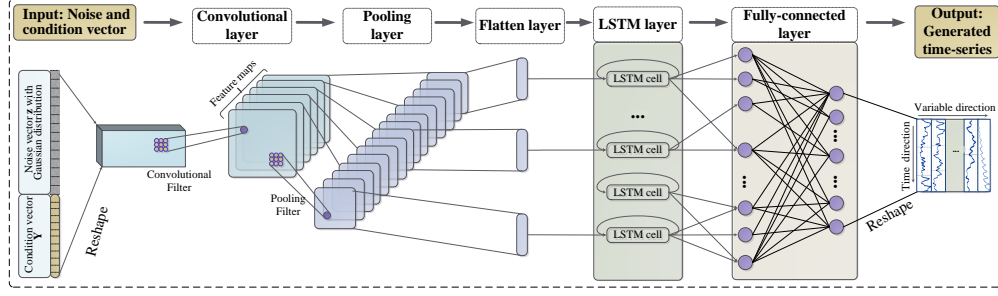 Input: Noise and
condition vector
Convolutional
layer
Pooling
layer
Flatten layer
LSTM layer
Fully-connected
layer
Output:
Generated
time-series
Noise vector z with
Gaussian distribution
Condition vector
Y
Reshape
Convolutional
Filter
Feature maps
Pooling
Filter
LSTM cell
LSTM cell
...
LSTM cell
LSTM cell
...
LSTM cell
...
...
...
...
Variable direction
Time direction
...
Reshape